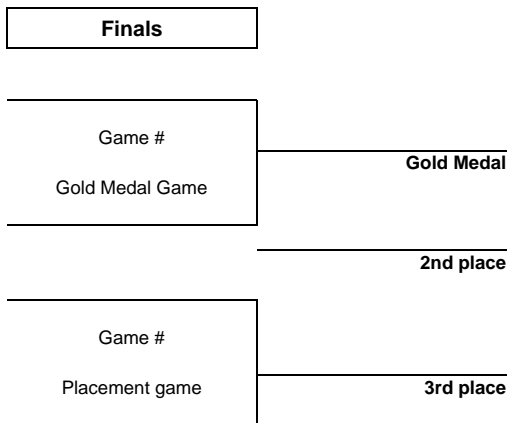 Finals
Game #
Gold Medal
Gold Medal Game
2nd place
Game #
Placement game
3rd place